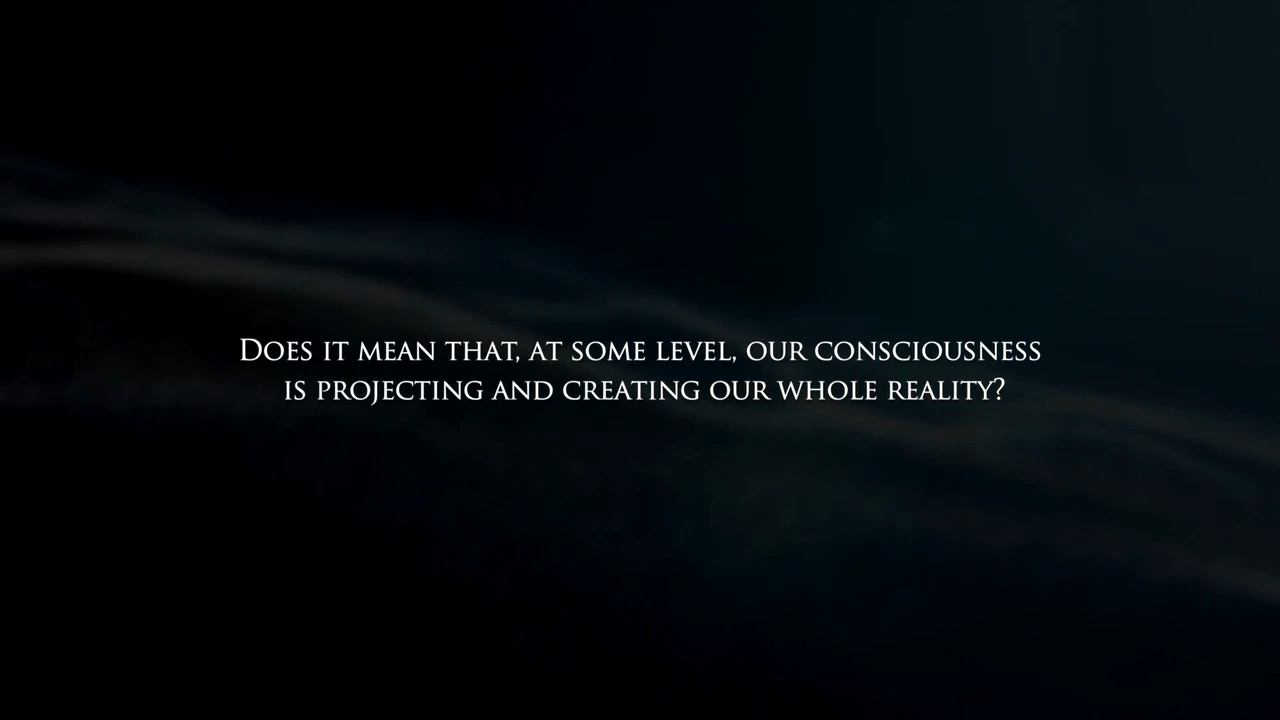 Does it mean that, at some level, our consciousness
is projecting and creating our whole reality?